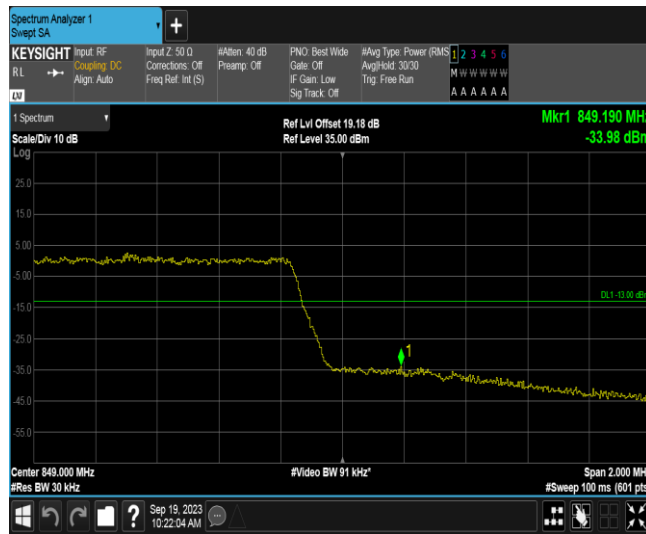 Spectrum Analyzer 1
Swept SA
+
KEYSIGHT
RL
LXI
Input: RF
Coupling: DC
Align: Auto
Input Z: 50 Ω
Corrections: Off
Freq Ref: Int (S)
#Atten: 40 dB
Preamp: Off
PNO: Best Wide
Gate: Off
IF Gain: Low
Sig Track: Off
#Avg Type: Power (RMS
Avg|Hold: 30/30
Trig: Free Run
1 2 3 4 5 6
M W W W W W
A A A A A A
1 Spectrum
Scale/Div 10 dB
Log
Ref Lvl Offset 19.18 dB
Ref Level 35.00 dBm
Mkr1 849.190 MHz
-33.98 dBm
25.0
15.0
5.00
-5.00
DL1 -13.00 dBm
-15.0
-25.0
1
-35.0
-45.0
-55.0
Center 849.000 MHz
#Res BW 30 kHz
#Video BW 91 kHz*
Span 2.000 MH
#Sweep 100 ms (601 pts
?
Sep 19, 2023
10:22:04 AM